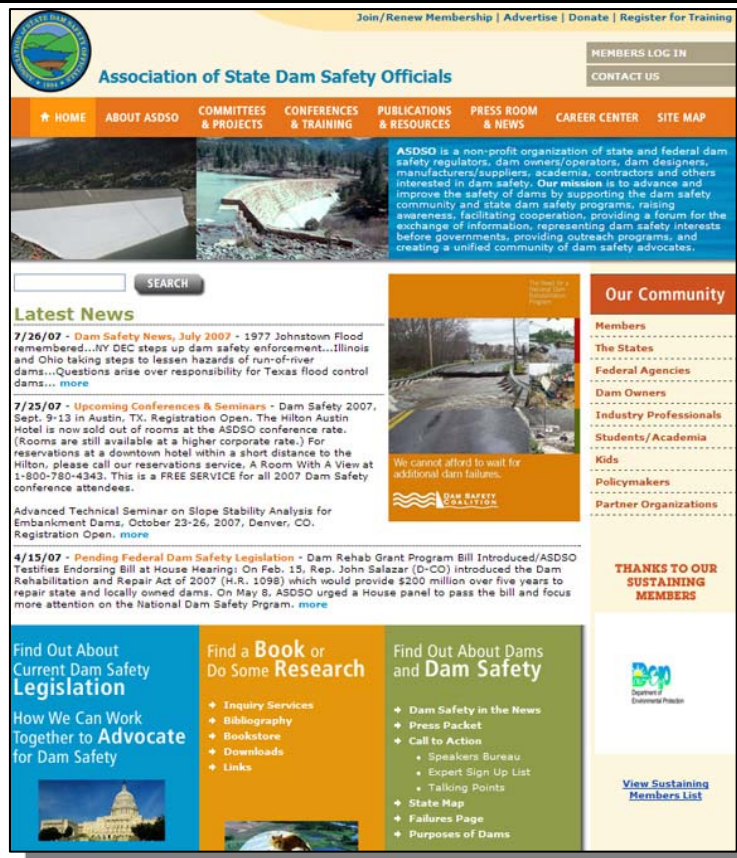 Join/Renew Membership | Advertise | Donate | Register for Training
ASSOCIATION of STATE DAM SAFETY OFFICIALS
1984
Association of State Dam Safety Officials
MEMBERS LOG IN
CONTACT US
HOME
ABOUT ASDSO
COMMITTEES
& PROJECTS
CONFERENCES
& TRAINING
PUBLICATIONS
& RESOURCES
PRESS ROOM
& NEWS
CAREER CENTER
SITE MAP
ASDSO is a non-profit organization of state and federal dam
safety regulators, dam owners/operators, dam designers,
manufacturers/suppliers, academia, contractors and others
interested in dam safety. Our mission is to advance and
improve the safety of dams by supporting the dam safety
community and state dam safety programs, raising
awareness, facilitating cooperation, providing a forum for the
exchange of information, representing dam safety interests
before governments, providing outreach programs, and
creating a unified community of dam safety advocates.
SEARCH
Latest News
7/26/07 - Dam Safety News, July 2007 - 1977 Johnstown Flood
remembered...NY DEC steps up dam safety enforcement...Illinois
and Ohio taking steps to lessen hazards of run-of-river
dams...Questions arise over responsibility for Texas flood control
dams... more
7/25/07 - Upcoming Conferences & Seminars - Dam Safety 2007,
Sept. 9-13 in Austin, TX. Registration Open. The Hilton Austin
Hotel is now sold out of rooms at the ASDSO conference rate.
(Rooms are still available at a higher corporate rate.) For
reservations at a downtown hotel within a short distance to the
Hilton, please call our reservations service, A Room With A View at
1-800-780-4343. This is a FREE SERVICE for all 2007 Dam Safety
conference attendees.
Advanced Technical Seminar on Slope Stability Analysis for
Embankment Dams, October 23-26, 2007, Denver, CO.
Registration Open. more
The Need for a
National Dam
Rehabilitation
Program
We cannot afford to wait for
additional dam failures.
DAM SAFETY
COALITION
4/15/07 - Pending Federal Dam Safety Legislation - Dam Rehab Grant Program Bill Introduced/ASDSO
Testifies Endorsing Bill at House Hearing: On Feb. 15, Rep. John Salazar (D-CO) introduced the Dam
Rehabilitation and Repair Act of 2007 (H.R. 1098) which would provide $200 million over five years to
repair state and locally owned dams. On May 8, ASDSO urged a House panel to pass the bill and focus
more attention on the National Dam Safety Prgram. more
Our Community
Members
The States
Federal Agencies
Dam Owners
Industry Professionals
Students/Academia
Kids
Policymakers
Partner Organizations
THANKS TO OUR
SUSTAINING
MEMBERS
Dep
Department of
Environmental Protection
View Sustaining
Members List
Find Out About
Current Dam Safety
Legislation
How We Can Work
Together to Advocate
for Dam Safety
Find a Book or
Do Some Research
Inquiry Services
Bibliography
Bookstore
Downloads
Links
Find Out About Dams
and Dam Safety
Dam Safety in the News
Press Packet
Call to Action
Speakers Bureau
Expert Sign Up List
Talking Points
State Map
Failures Page
Purposes of Dams